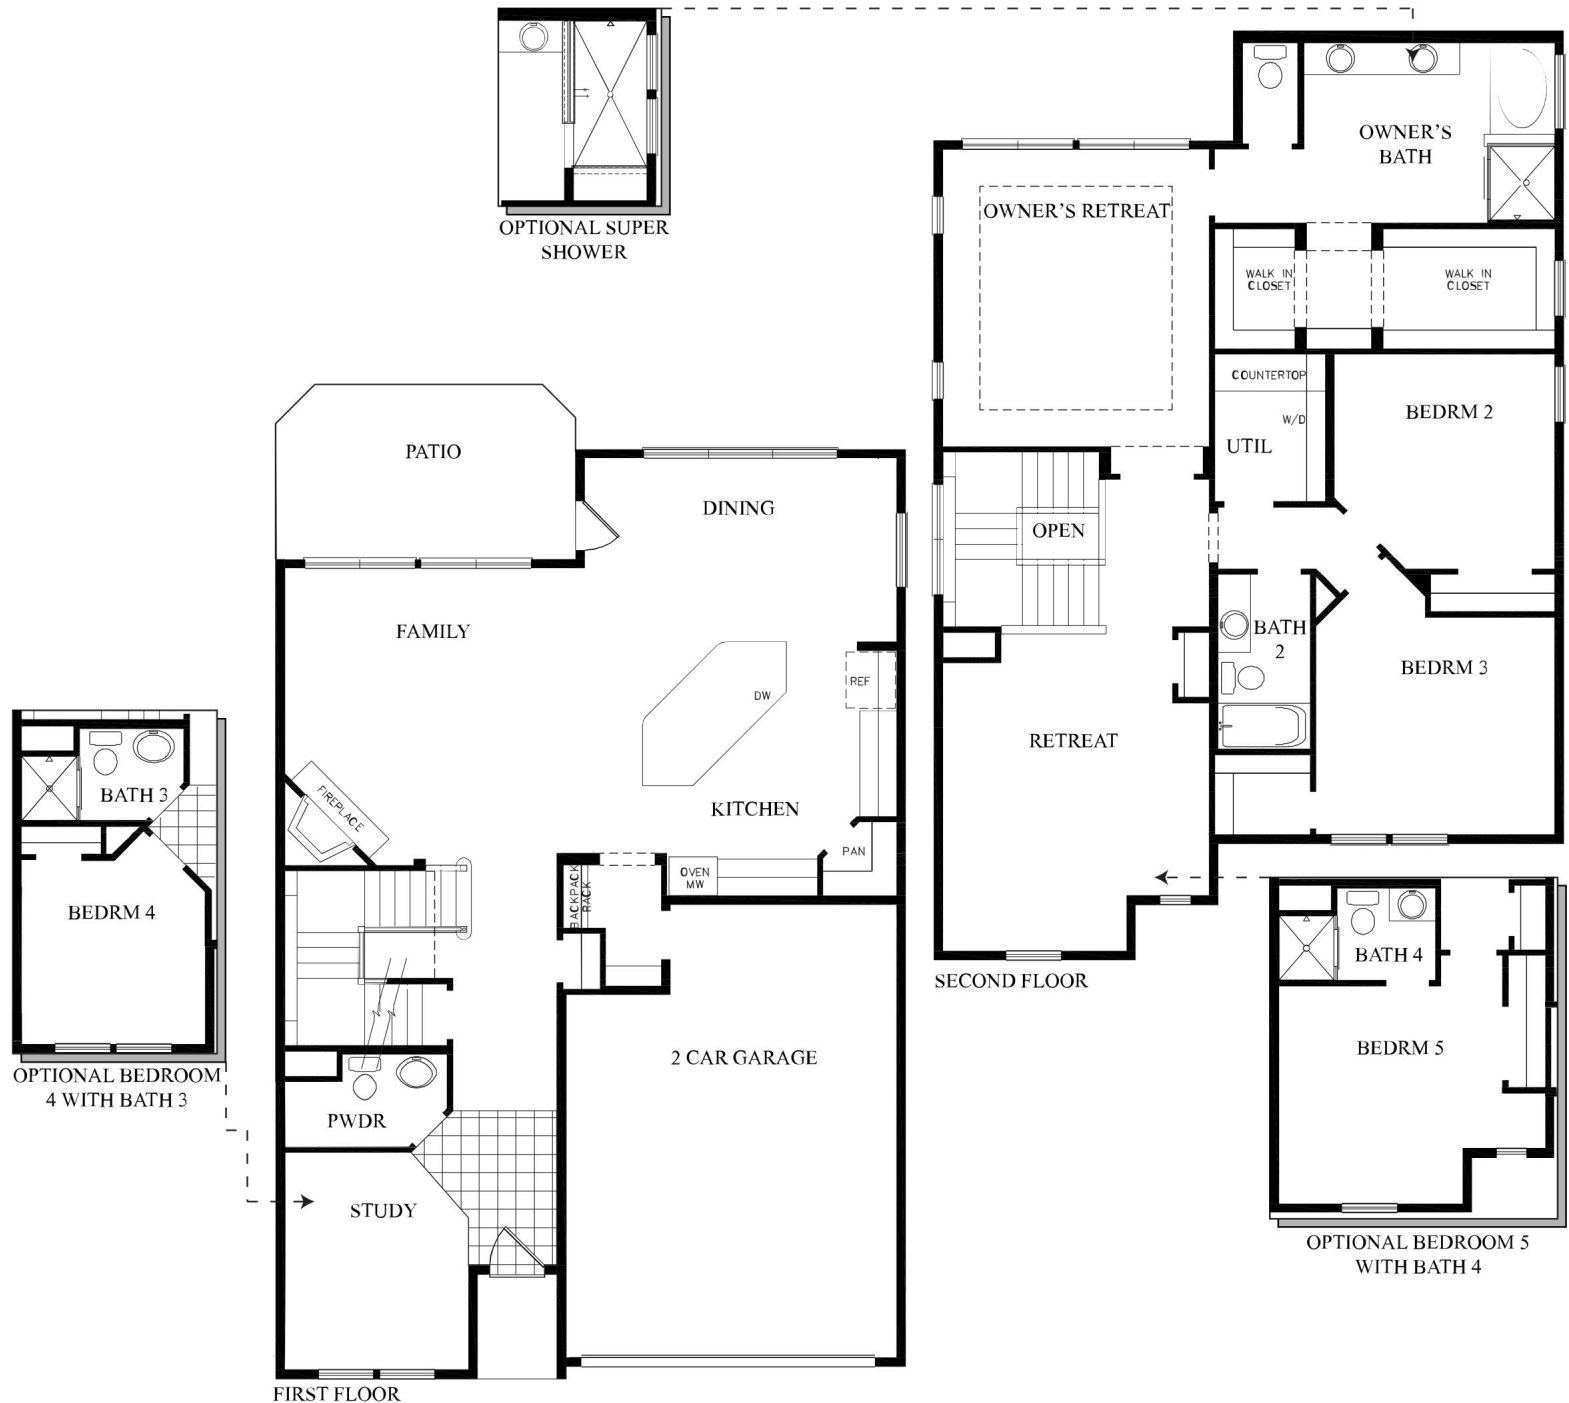 OPTIONAL SUPER
SHOWER
OWNER'S
BATH
OWNER'S RETREAT
WALK IN
CLOSET
WALK IN
CLOSET
COUNTERTOP
W/D
UTIL
BEDRM 2
OPEN
BATH
2
BEDRM 3
RETREAT
SECOND FLOOR
PATIO
DINING
FAMILY
REF
DW
KITCHEN
FIREPLACE
PAN
OVEN
MW
BACKPACK
RACK
2 CAR GARAGE
PWDR
STUDY
FIRST FLOOR
BATH 3
BEDRM 4
OPTIONAL BEDROOM
4 WITH BATH 3
BATH 4
BEDRM 5
OPTIONAL BEDROOM 5
WITH BATH 4